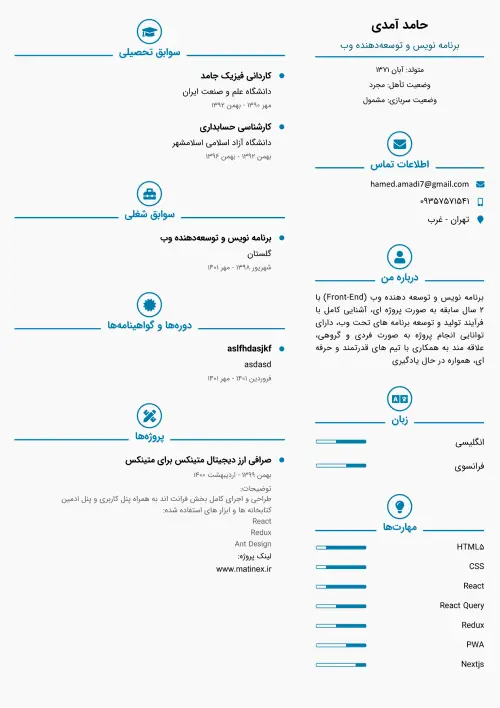 حامد آمدی
برنامه نویس و توسعه‌دهنده وب
متولد: آبان ۱۳۷۱
وضعیت تأهل: مجرد
وضعیت سربازی: مشمول
اطلاعات تماس
hamed.amadi7@gmail.com
۰۹۳۵۷۵۷۱۵۴۱
تهران - غرب
درباره من
برنامه نویس و توسعه دهنده وب (Front-End) با
۲ سال سابقه به صورت پروژه ای، آشنایی کامل با
فرآیند تولید و توسعه برنامه های تحت وب، دارای
توانایی انجام پروژه به صورت فردی و گروهی،
علاقه مند به همکاری با تیم های قدرتمند و حرفه
ای، همواره در حال یادگیری
زبان
انگلیسی
فرانسوی
مهارت‌ها
HTML۵
CSS
React
React Query
Redux
PWA
Nextjs
سوابق تحصیلی
کاردانی فیزیک جامد
دانشگاه علم و صنعت ایران
مهر ۱۳۹۰ - بهمن ۱۳۹۲
کارشناسی حسابداری
دانشگاه آزاد اسلامی اسلامشهر
بهمن ۱۳۹۲ - بهمن ۱۳۹۶
سوابق شغلی
برنامه نویس و توسعه‌دهنده وب
گلستان
شهریور ۱۳۹۸ - مهر ۱۴۰۱
دوره‌ها و گواهینامه‌ها
aslfhdasjkf
asdasd
فروردین ۱۴۰۱ - مهر ۱۴۰۱
پروژه‌ها
صرافی ارز دیجیتال متینکس برای متینکس
بهمن ۱۳۹۹ - اردیبهشت ۱۴۰۰
توضیحات:
طراحی و اجرای کامل بخش فرانت اند به همراه پنل کاربری و پنل ادمین
کتابخانه ها و ابزار های استفاده شده:
React
Redux
Ant Design
لینک پروژه:
www.matinex.ir